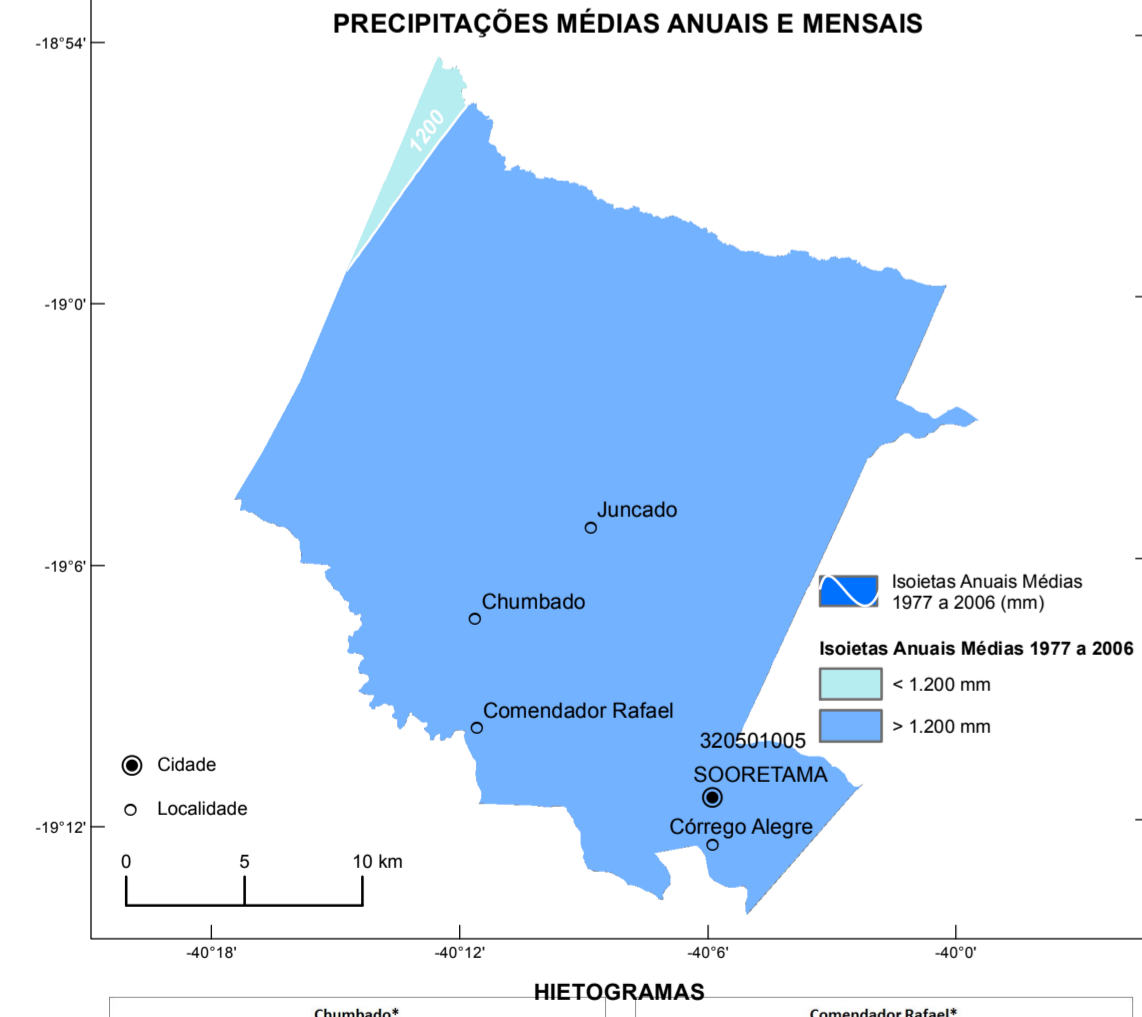 PRECIPITAÇÕES MÉDIAS ANUAIS E MENSAIS
-18°54'
1200
-19°0'
Juncado
-19°6'
Isoietas Anuais Médias
1977 a 2006 (mm)
Chumbado
Isoietas Anuais Médias 1977 a 2006
< 1.200 mm
Comendador Rafael
> 1.200 mm
320501005
Cidade
SOORETAMA
Localidade
Córrego Alegre
-19°12'
0 5 10 km
-40°18' -40°12' -40°6' -40°0'
HIETOGRAMAS
Chumbado* Comendador Rafael*